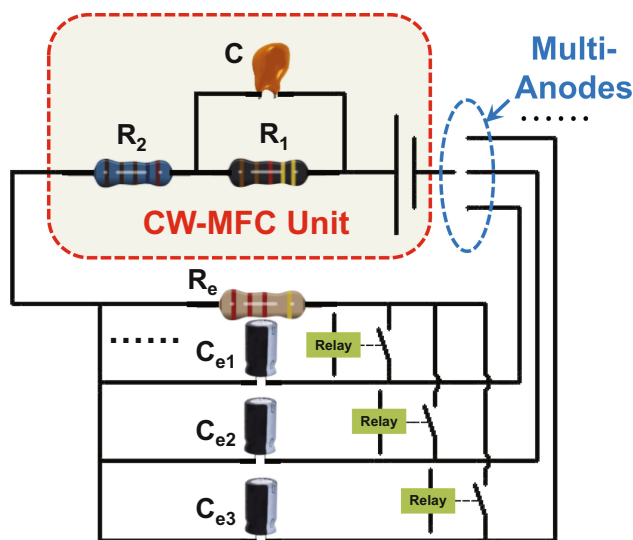 C
Multi-
Anodes
......
R2
R1
CW-MFC Unit
Re
......
Ce1
Relay
Ce2
Relay
Ce3
Relay